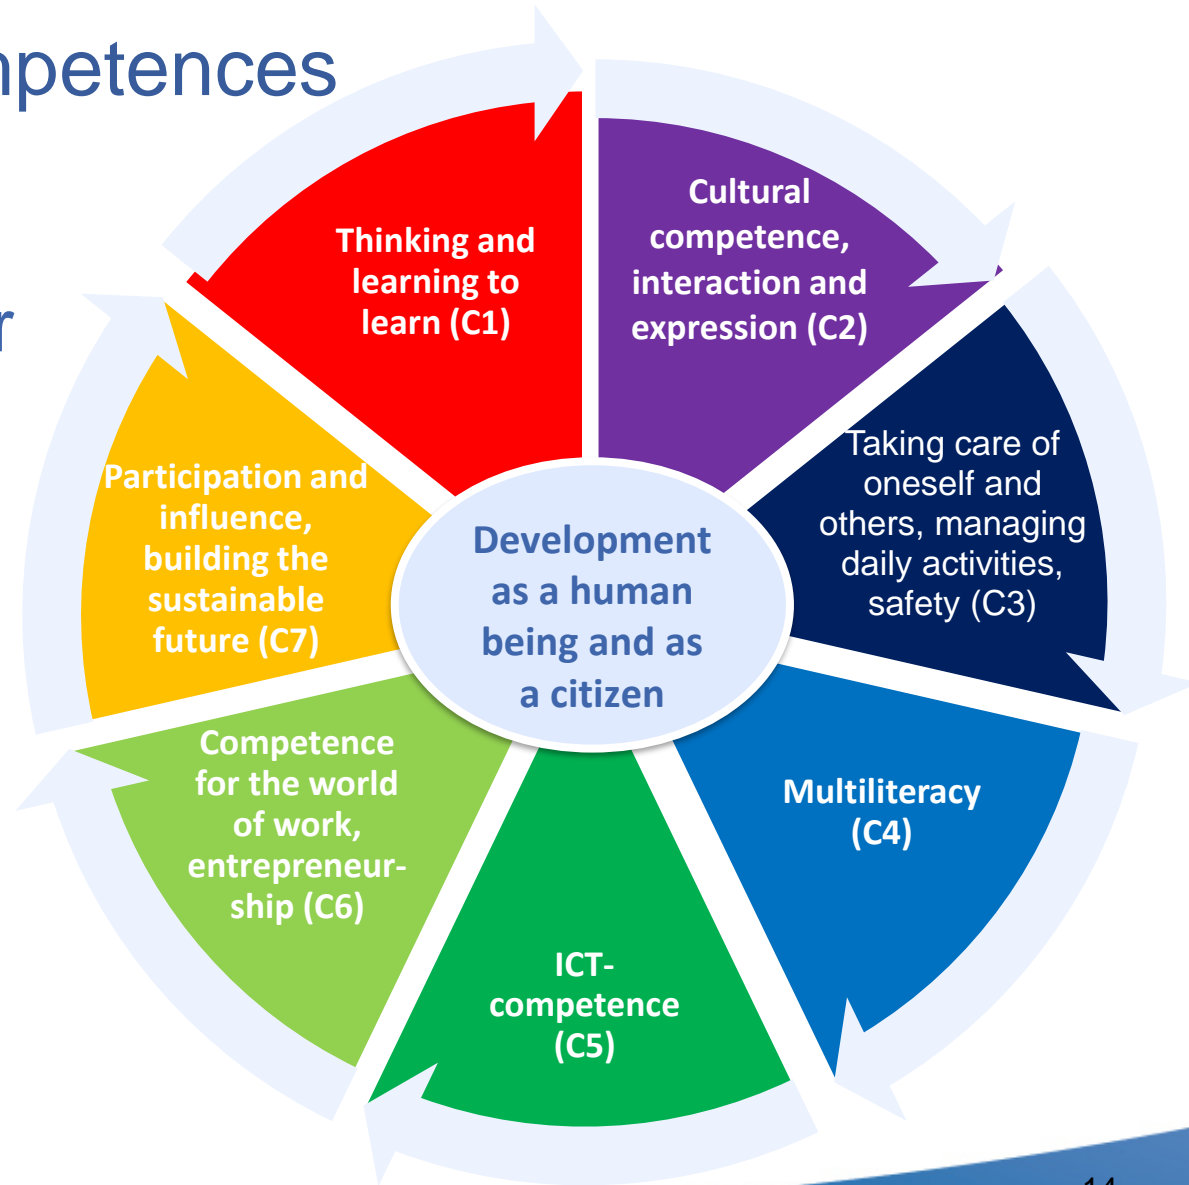 mpetences
r
Thinking and
learning to
learn (C1)
Cultural
competence,
interaction and
expression (C2)
Taking care of
oneself and
others, managing
daily activities,
safety (C3)
Multiliteracy
(C4)
ICT-
competence
(C5)
Competence
for the world
of work,
entrepreneur-
ship (C6)
Participation and
influence,
building the
sustainable
future (C7)
Development
as a human
being and as
a citizen
14